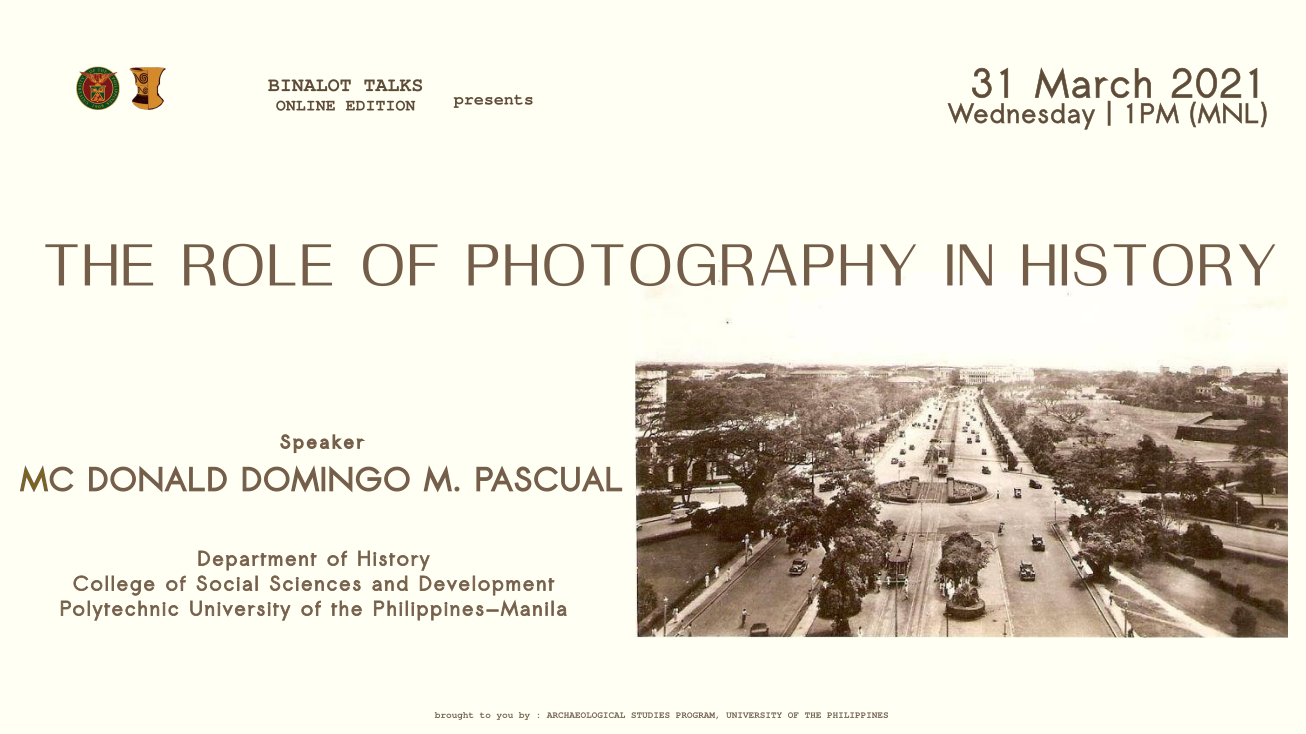 BINALOT TALKS
ONLINE EDITION
presents
31 March 2021
Wednesday | 1PM (MNL)
THE ROLE OF PHOTOGRAPHY IN HISTORY
Speaker
MC DONALD DOMINGO M. PASCUAL
Department of History
College of Social Sciences and Development
Polytechnic University of the Philippines—Manila
brought to you by : ARCHAEOLOGICAL STUDIES PROGRAM, UNIVERSITY OF THE PHILIPPINES